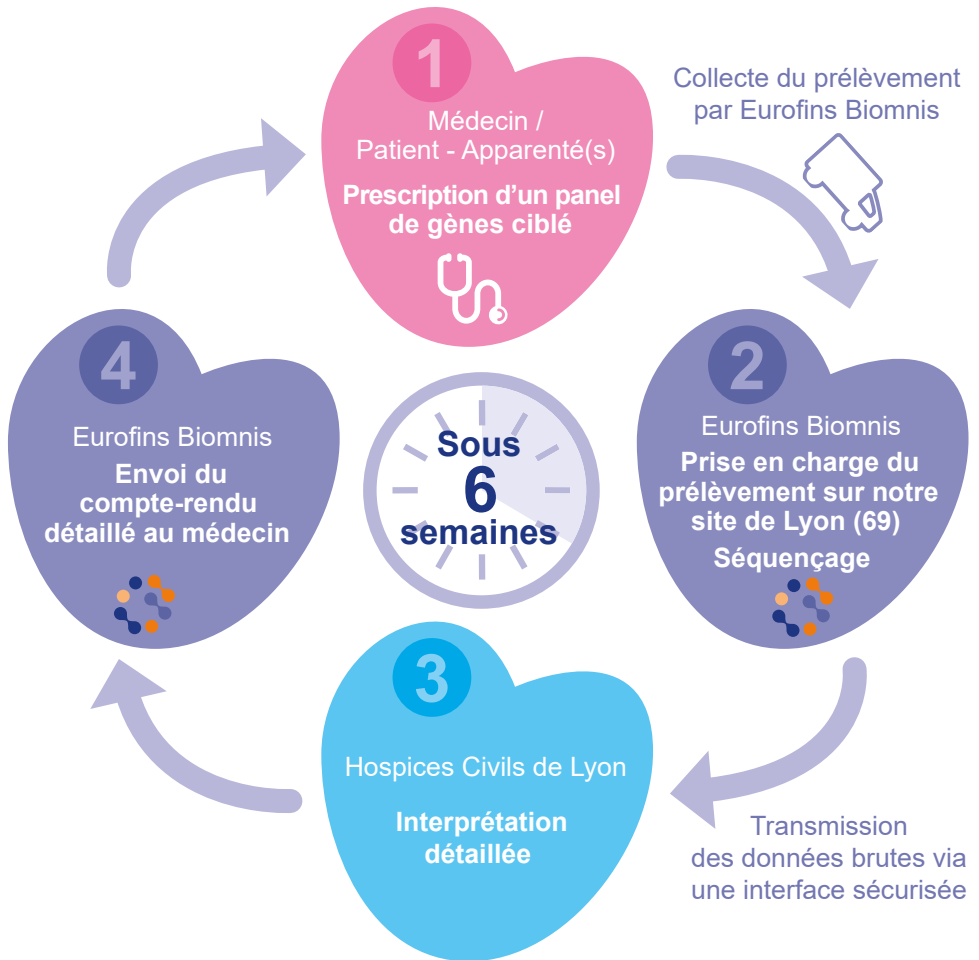 1
Médecin /
Patient - Apparenté(s)
Prescription d'un panel
de gènes ciblé
Collecte du prélèvement
par Eurofins Biomnis
2
Eurofins Biomnis
Prise en charge du
prélèvement sur notre
site de Lyon (69)
Séquençage
Transmission
des données brutes via
une interface sécurisée
3
Hospices Civils de Lyon
Interprétation
détaillée
4
Eurofins Biomnis
Envoi du
compte-rendu
détaillé au médecin
Sous
6
semaines